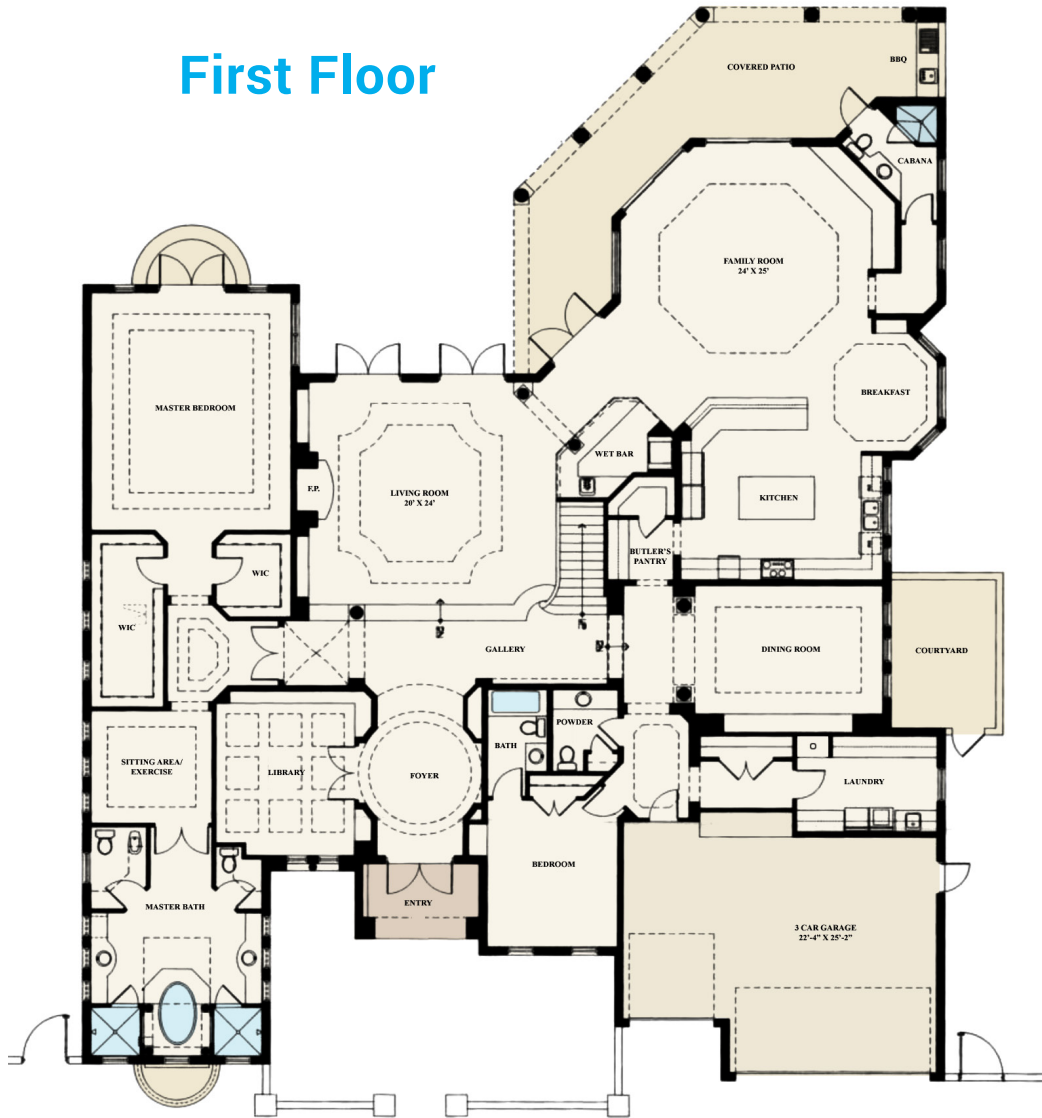 First Floor
COVERED PATIO
BBQ
CABANA
FAMILY ROOM
24' X 25'
BREAKFAST
MASTER BEDROOM
WET BAR
F.P.
LIVING ROOM
20' X 24'
KITCHEN
BUTLER'S
PANTRY
WIC
WIC
GALLERY
DINING ROOM
COURTYARD
POWDER
BATH
SITTING AREA/
EXERCISE
LIBRARY
FOYER
LAUNDRY
BEDROOM
ENTRY
MASTER BATH
3 CAR GARAGE
22'-4" X 25'-2"